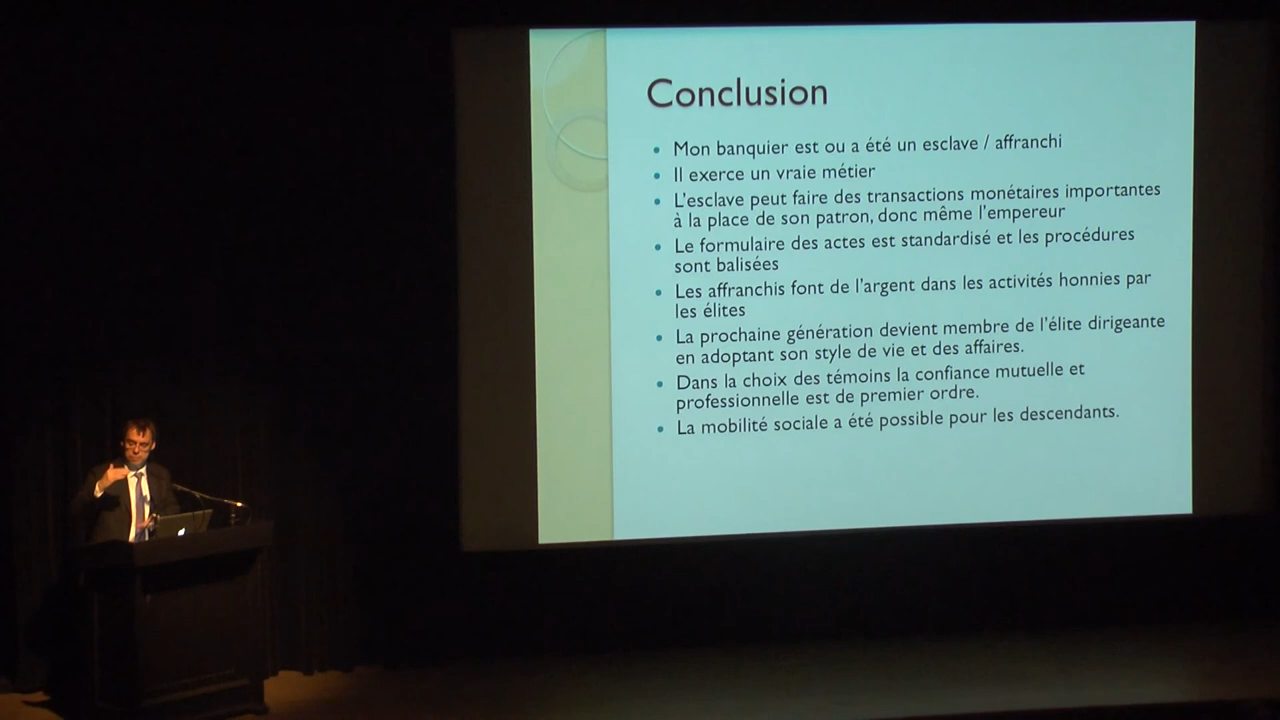 Conclusion
• Mon banquier est ou a été un esclave / affranchi
• Il exerce un vraie métier
• L'esclave peut faire des transactions monétaires importantes
à la place de son patron, donc même l'empereur
• Le formulaire des actes est standardisé et les procédures
sont balisées
• Les affranchis font de l'argent dans les activités honnies par
les élites
• La prochaine génération devient membre de l'élite dirigeante
en adoptant son style de vie et des affaires.
• Dans la choix des témoins la confiance mutuelle et
professionnelle est de premier ordre.
• La mobilité sociale a été possible pour les descendants.